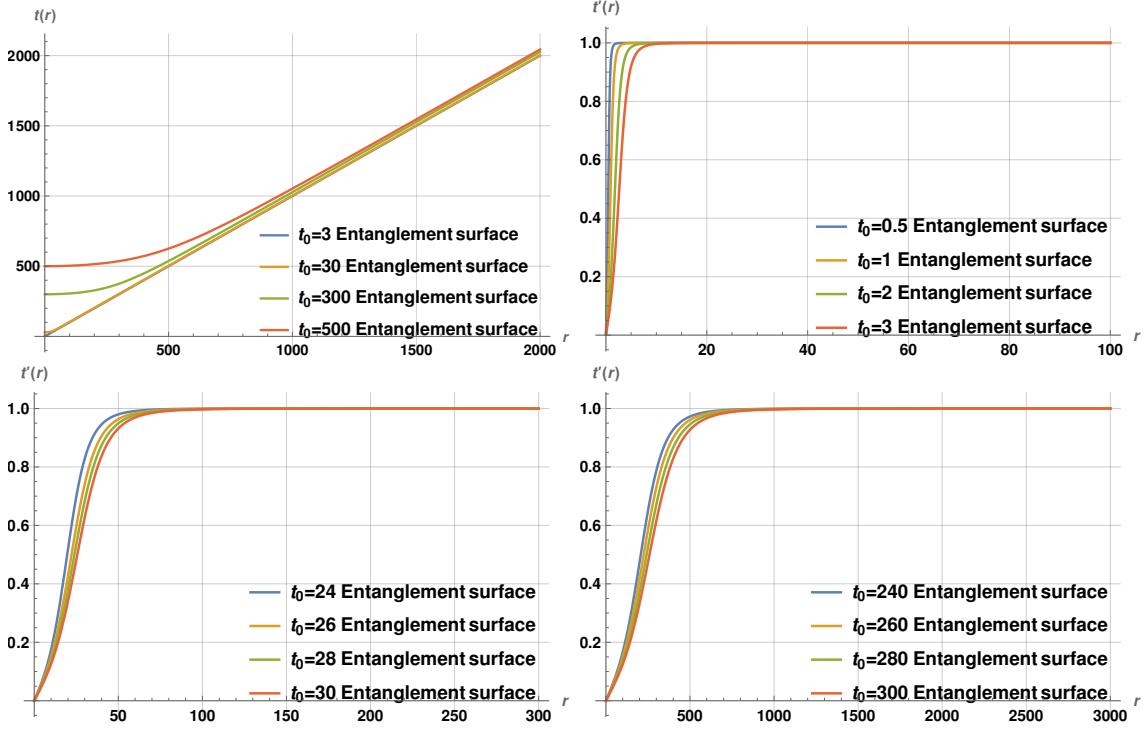 t(r)
2000
1500
1000
500
500
1000
1500
2000
r
t₀=3 Entanglement surface
t₀=30 Entanglement surface
t₀=300 Entanglement surface
t₀=500 Entanglement surface
t′(r)
1.0
0.8
0.6
0.4
0.2
20
40
60
80
100
r
t₀=0.5 Entanglement surface
t₀=1 Entanglement surface
t₀=2 Entanglement surface
t₀=3 Entanglement surface
t′(r)
1.0
0.8
0.6
0.4
0.2
50
100
150
200
250
300
r
t₀=24 Entanglement surface
t₀=26 Entanglement surface
t₀=28 Entanglement surface
t₀=30 Entanglement surface
t′(r)
1.0
0.8
0.6
0.4
0.2
500
1000
1500
2000
2500
3000
r
t₀=240 Entanglement surface
t₀=260 Entanglement surface
t₀=280 Entanglement surface
t₀=300 Entanglement surface